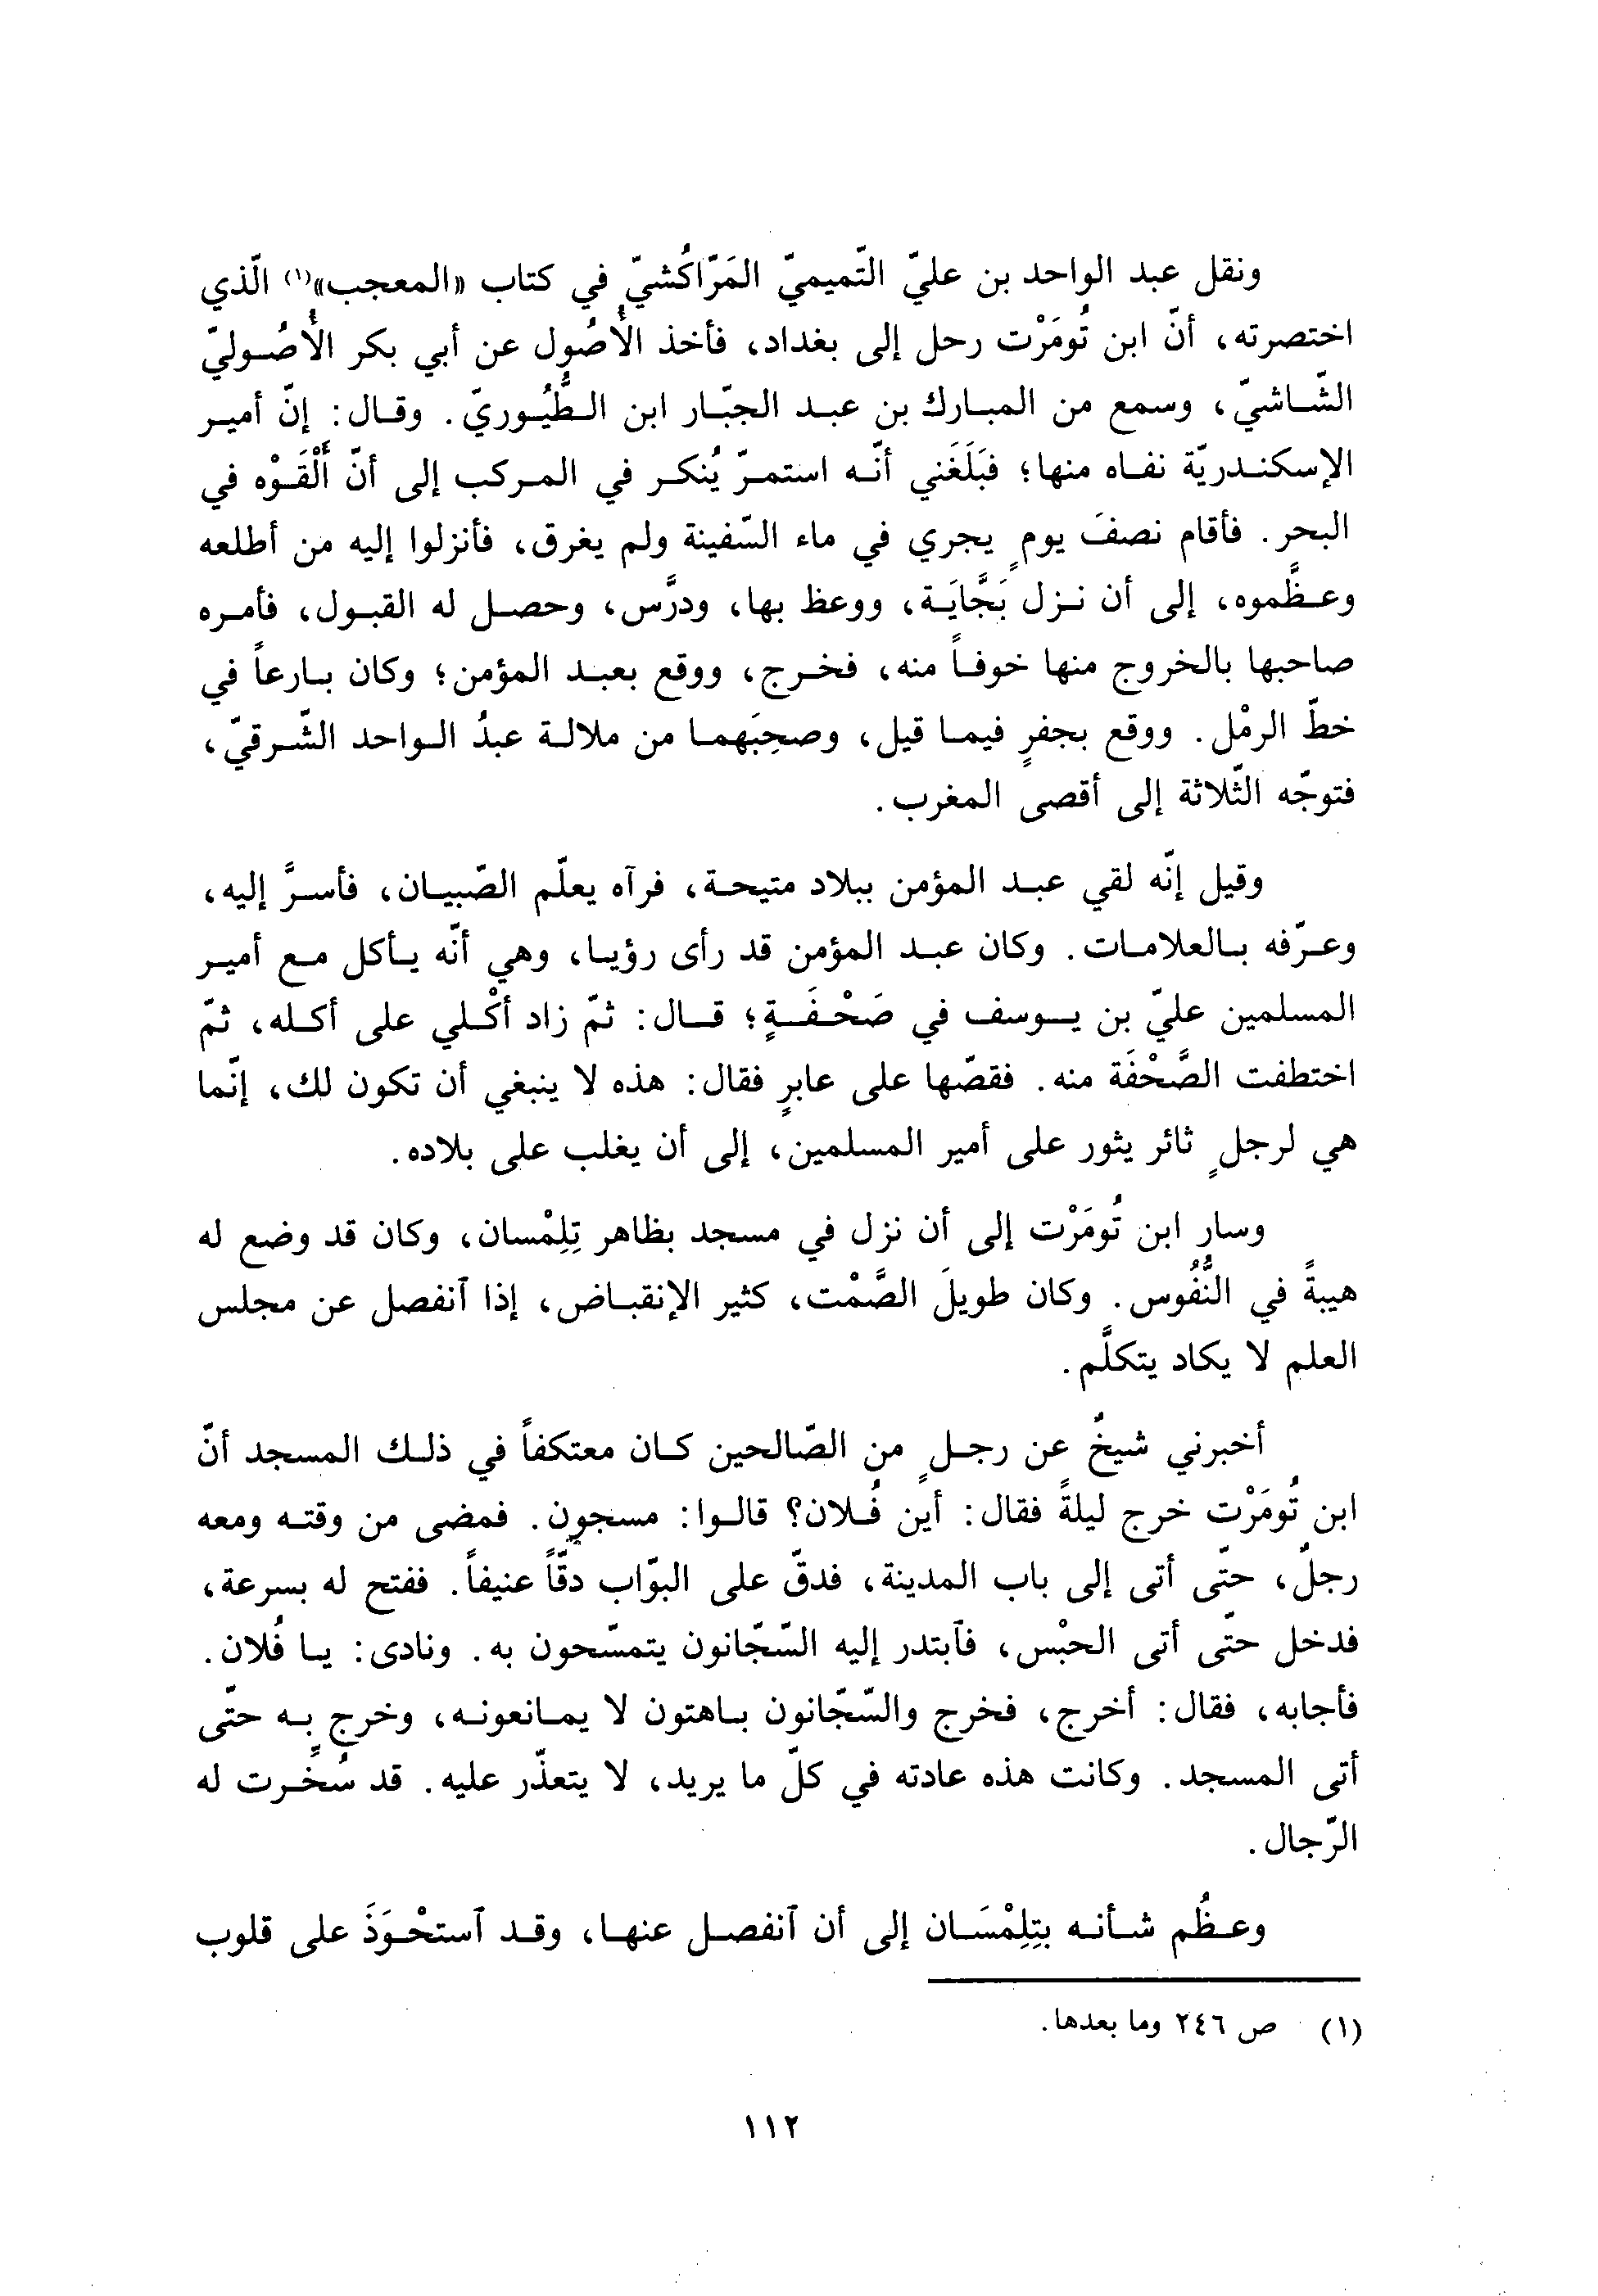 ونقل عبد الواحد بن عليّ التّميميّ المَرّاكُشيّ في كتاب «المعجب»(١) الّذي
اختصرته، أنّ ابن تُومَرْت رحل إلى بغداد، فأخذ الأُصُول عن أبي بكر الأُصُوليّ
الشّاشيّ، وسمع من المبارك بن عبد الجبّار ابن الطُّيُوريّ. وقال: إنّ أمير
الإسكندريّة نفاه منها؛ فبَلَغَني أنّه استمرّ يُنكر في المركب إلى أنّ أَلْقَوْه في
البحر. فأقام نصفَ يومٍ يجري في ماء السّفينة ولم يغرق، فأنزلوا إليه من أطلعه
وعظَّموه، إلى أن نزل بَجَّايَة، ووعظ بها، ودرَّس، وحصل له القبول، فأمره
صاحبها بالخروج منها خوفاً منه، فخرج، ووقع بعبد المؤمن؛ وكان بارعاً في
خطّ الرمْل. ووقع بجفرٍ فيما قيل، وصحِبَهما من ملالة عبدُ الواحد الشّرقيّ،
فتوجّه الثّلاثة إلى أقصى المغرب.
وقيل إنّه لقي عبد المؤمن ببلاد متيحة، فرآه يعلّم الصّبيان، فأسرَّ إليه،
وعرّفه بالعلامات. وكان عبد المؤمن قد رأى رؤيا، وهي أنّه يأكل مع أمير
المسلمين عليّ بن يوسف في صَحْفَةٍ؛ قال: ثمّ زاد أكْلي على أكله، ثمّ
اختطفت الصَّحْفَة منه. فقصّها على عابرٍ فقال: هذه لا ينبغي أن تكون لك، إنّما
هي لرجلٍ ثائر يثور على أمير المسلمين، إلى أن يغلب على بلاده.
وسار ابن تُومَرْت إلى أن نزل في مسجد بظاهر تِلِمْسان، وكان قد وضع له
هيبةً في النُّفُوس. وكان طويلَ الصَّمْت، كثير الإنقباض، إذا ٱنفصل عن مجلس
العلم لا يكاد يتكلَّم.
أخبرني شيخٌ عن رجلٍ من الصّالحين كان معتكفاً في ذلك المسجد أنّ
ابن تُومَرْت خرج ليلةً فقال: أين فُلان؟ قالوا: مسجون. فمضى من وقته ومعه
رجلٌ، حتّى أتى إلى باب المدينة، فدقّ على البوّاب دقّاً عنيفاً. ففتح له بسرعة،
فدخل حتّى أتى الحبْس، فٱبتدر إليه السّجّانون يتمسّحون به. ونادى: يا فُلان.
فأجابه، فقال: أخرج، فخرج والسّجّانون باهتون لا يمانعونه، وخرج به حتّى
أتى المسجد. وكانت هذه عادته في كلّ ما يريد، لا يتعذّر عليه. قد سُخِّرت له
الرّجال.
وعظُم شأنه بتِلِمْسَان إلى أن ٱنفصل عنها، وقد ٱستحْوَذَ على قلوب
(١) ص ٢٤٦ وما بعدها.
١١٢